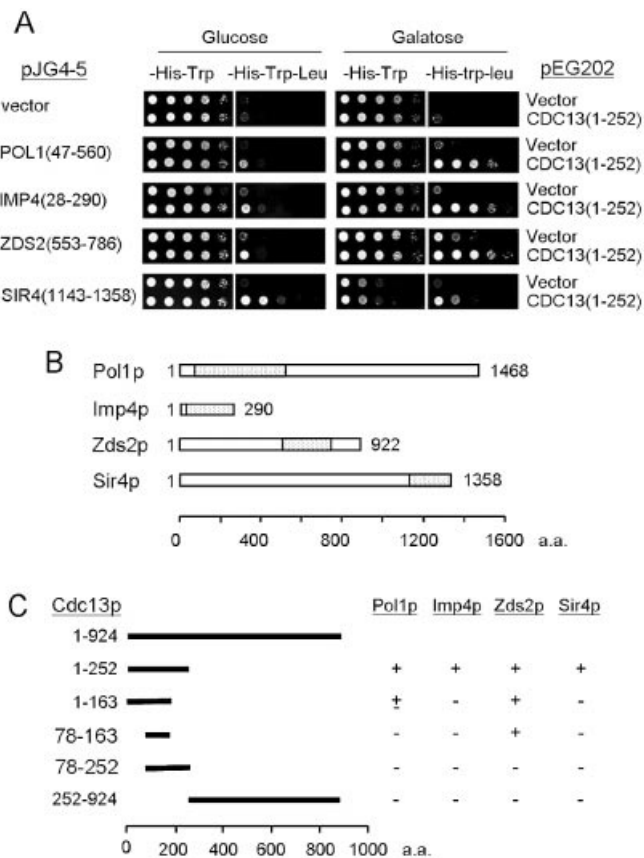 A
Glucose Galatose
pJG4-5 -His-Trp -His-Trp-Leu -His-Trp -His-trp-leu pEG202
vector Vector
CDC13(1-252)
POL1(47-560) Vector
CDC13(1-252)
IMP4(28-290) Vector
CDC13(1-252)
ZDS2(553-786) Vector
CDC13(1-252)
SIR4(1143-1358) Vector
CDC13(1-252)
B
Pol1p 1 1468
Imp4p 1 290
Zds2p 1 922
Sir4p 1 1358
0 400 800 1200 1600 a.a.
C
Cdc13p Pol1p Imp4p Zds2p Sir4p
1-924
1-252 + + + +
1-163 ± - + -
78-163 - - + -
78-252 - - - -
252-924 - - - -
0 200 400 600 800 1000 a.a.